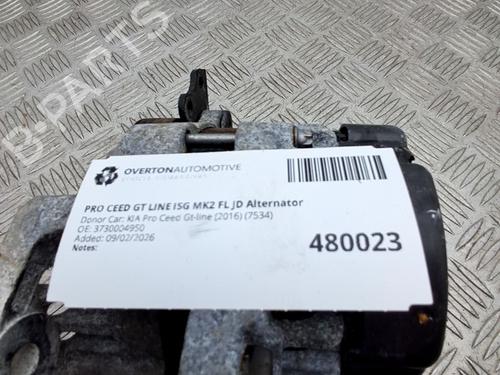 B-PARTS
OVERTONAUTOMOTIVE
PRO CEED GT LINE ISG MK2 FL JD Alternator
Donor Car: KIA Pro Ceed Gt-line (2016) (7534)
OE: 3730004950
Added: 09/02/2026
Notes:
480023